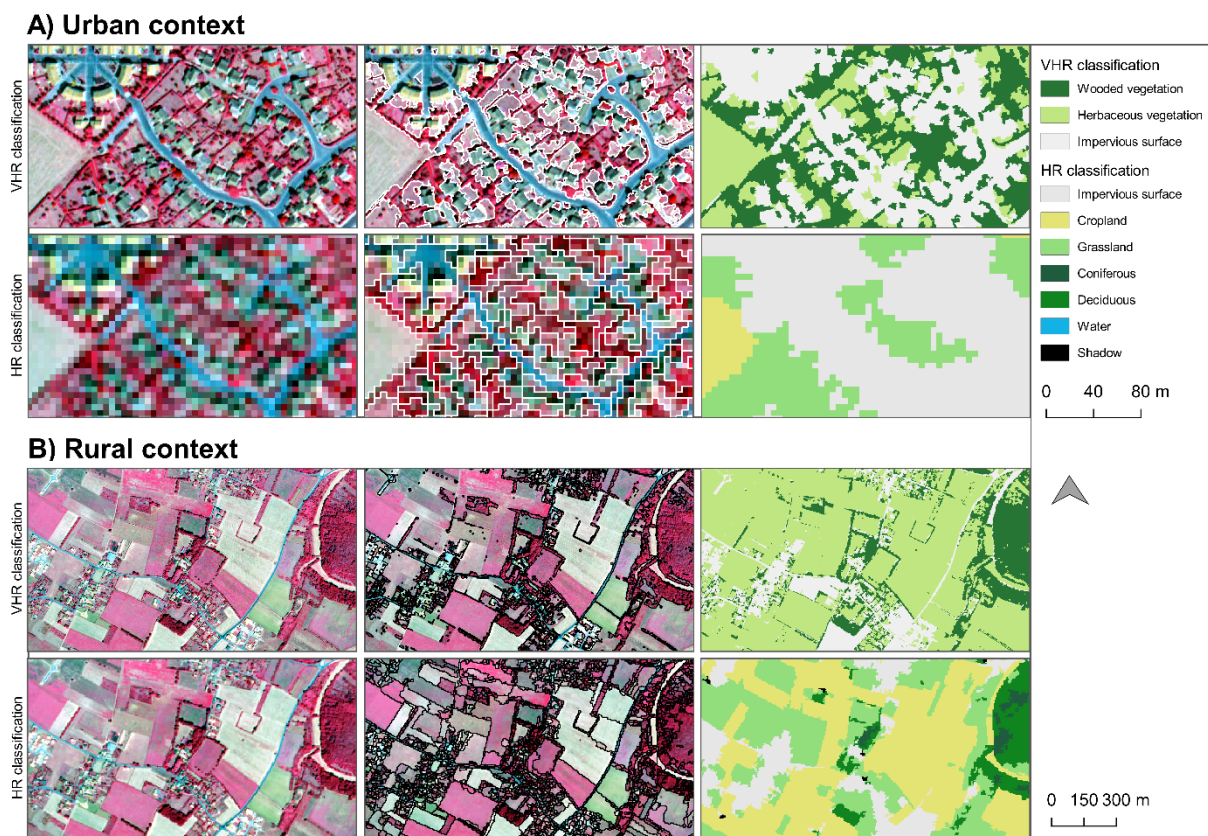 A) Urban context
VHR classification
HR classification
VHR classification
Wooded vegetation
Herbaceous vegetation
Impervious surface
HR classification
Impervious surface
Cropland
Grassland
Coniferous
Deciduous
Water
Shadow
0 40 80 m
B) Rural context
VHR classification
HR classification
0 150 300 m